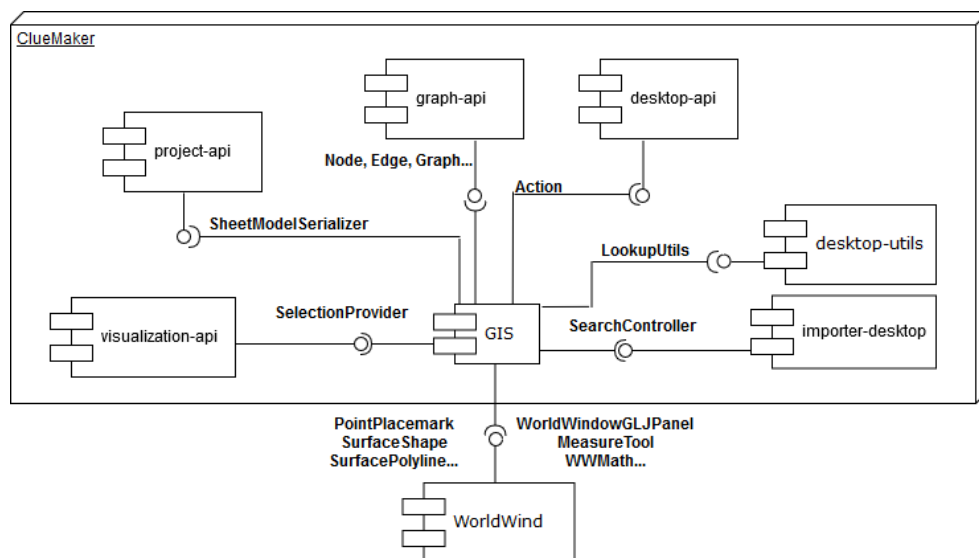 ClueMaker
graph-api
desktop-api
project-api
Node, Edge, Graph...
Action
SheetModelSerializer
LookupUtils
desktop-utils
SelectionProvider
SearchController
visualization-api
GIS
importer-desktop
PointPlacemark
SurfaceShape
SurfacePolyline...
WorldWindowGLJPanel
MeasureTool
WWMath...
WorldWind